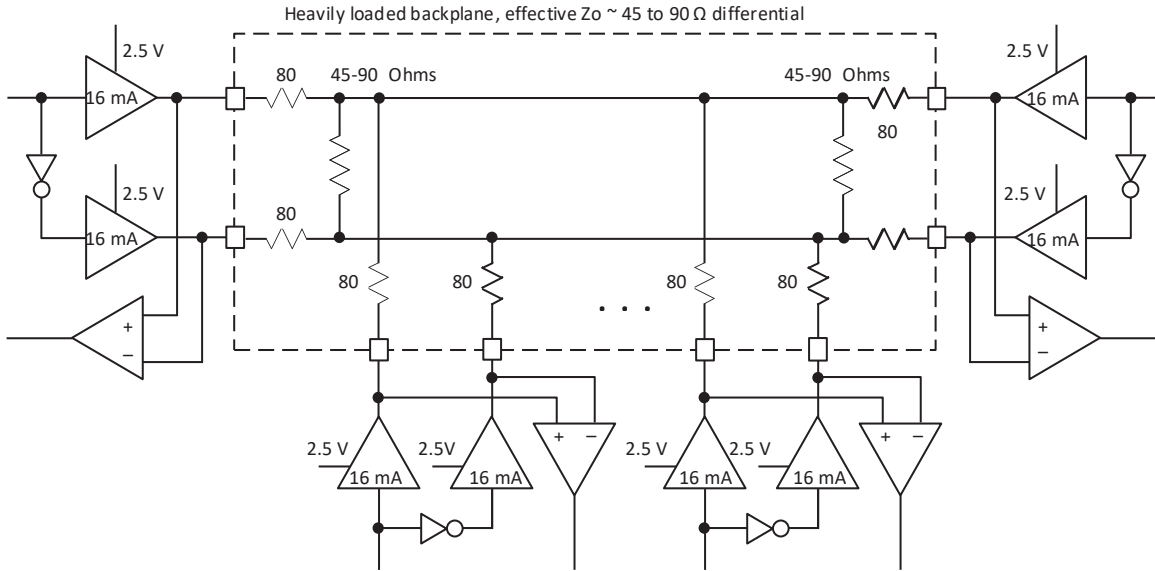 Heavily loaded backplane, effective Zo ~ 45 to 90 Ω differential
2.5 V
16 mA
80
45-90 Ohms
45-90 Ohms
80
2.5 V
16 mA
2.5 V
16 mA
80
2.5 V
16 mA
80
80
80
80
. . .
+
−
+
−
2.5 V
16 mA
2.5V
16 mA
+ −
2.5 V
16 mA
2.5 V
16 mA
+ −